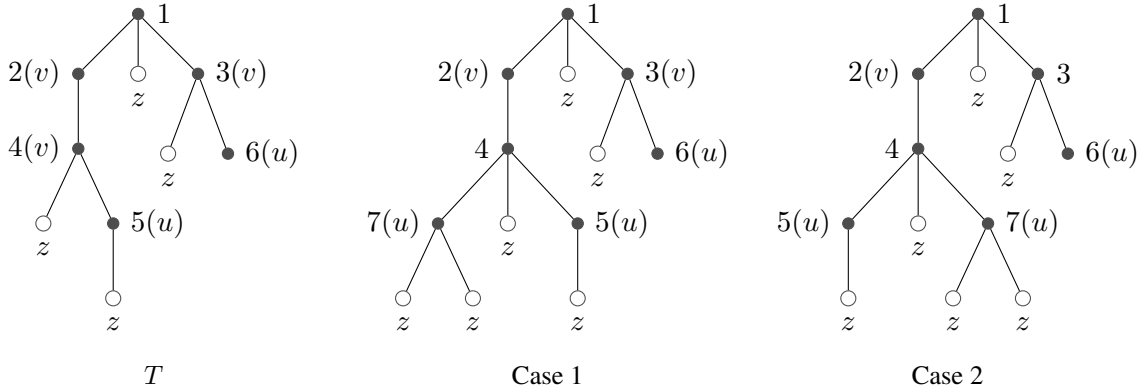 1 1 1
2(v) z 3(v) 2(v) z 3(v) 2(v) z 3
4(v) z 6(u) 4 z 6(u) 4 z 6(u)
z 5(u) 7(u) z 5(u) 5(u) z 7(u)
z z z z z z z
T Case 1 Case 2